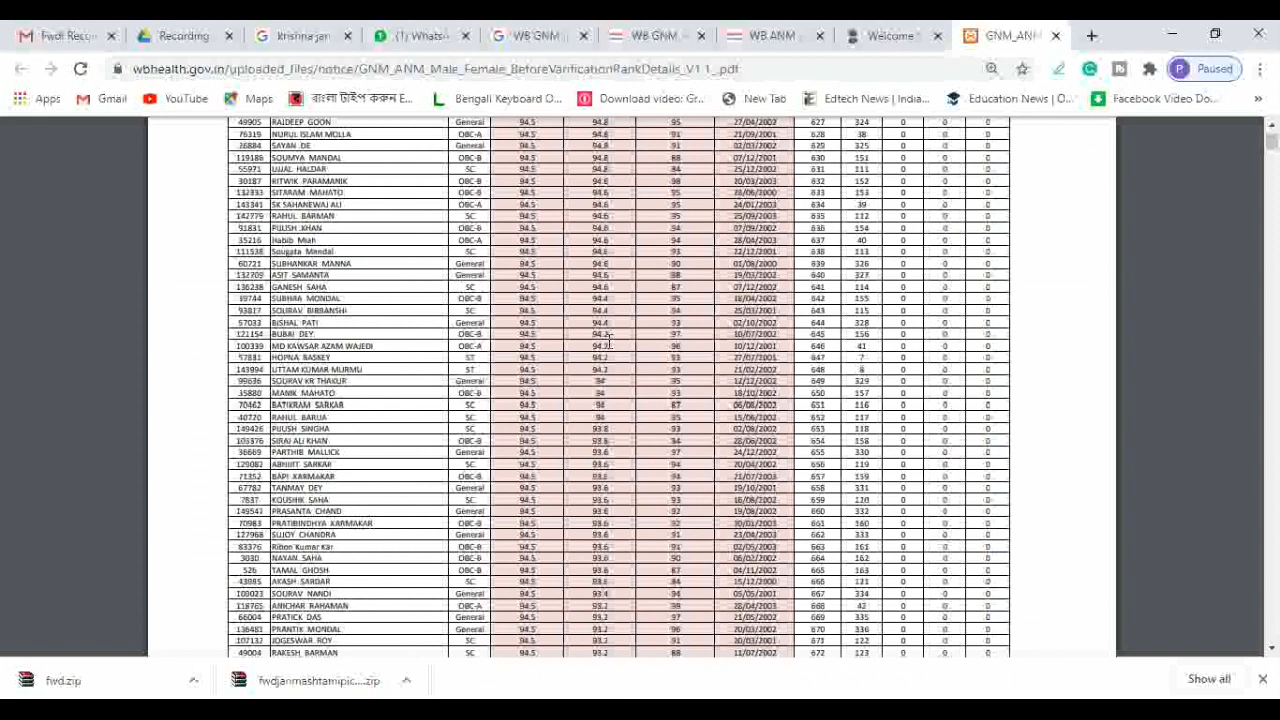 Fwd: Recor
Recording
krishna jan
(1) Whats
WB GNM
WB GNM
WB ANM
Welcome
GNM_ANM
wbhealth.gov.in/uploaded_files/notice/GNM_ANM_Male_Female_BeforeVarificationRankDetails_V1.1_.pdf
Paused
Apps Gmail YouTube Maps বাংলা টাইপ করুন E... Bengali Keyboard O... Download video: Gr... New Tab Edtech News | India... Education News | O... Facebook Video Do...
49905 RAJDEEP GOON General 94.5 94.8 95 27/04/2002 627 324 0 0 0
76319 NURUL ISLAM MOLLA OBC-A 94.5 94.8 91 21/09/2001 628 38 0 0 0
26884 SAYAN DE General 94.5 94.8 91 02/03/2002 629 325 0 0 0
119186 SOUMYA MANDAL OBC-B 94.5 94.8 88 07/12/2001 630 151 0 0 0
55971 UJJAL HALDAR SC 94.5 94.8 84 25/12/2002 631 111 0 0 0
30187 RITWIK PARAMANIK OBC-B 94.5 94.6 98 20/03/2003 632 152 0 0 0
132333 SITARAM MAHATO OBC-B 94.5 94.6 95 28/06/2000 633 153 0 0 0
143341 SK SAHANEWAJ ALI OBC-A 94.5 94.6 95 24/01/2003 634 39 0 0 0
142779 RAHUL BARMAN SC 94.5 94.6 95 25/09/2003 635 112 0 0 0
91831 PIJUSH KHAN OBC-B 94.5 94.6 94 07/09/2002 636 154 0 0 0
35216 Habib Miah OBC-A 94.5 94.6 94 28/04/2003 637 40 0 0 0
111538 Sougata Mandal SC 94.5 94.6 93 22/12/2001 638 113 0 0 0
60721 SUBHANKAR MANNA General 94.5 94.6 90 01/08/2000 639 326 0 0 0
132709 ASIT SAMANTA General 94.5 94.6 88 19/03/2002 640 327 0 0 0
136238 GANESH SAHA SC 94.5 94.6 87 07/12/2002 641 114 0 0 0
39744 SUBHRA MONDAL OBC-B 94.5 94.4 95 18/04/2002 642 155 0 0 0
93817 SOURAV BIRBANSHI SC 94.5 94.4 95 25/03/2001 643 115 0 0 0
57033 BISHAL PATI General 94.5 94.4 93 02/10/2002 644 328 0 0 0
121154 BUBAI DEY OBC-B 94.5 94.2 97 10/07/2002 645 156 0 0 0
100339 MD KAWSAR AZAM WAJEDI OBC-A 94.5 94.2 96 10/12/2001 646 41 0 0 0
57831 HOPNA BASKEY ST 94.5 94.2 93 27/07/2001 647 7 0 0 0
143994 UTTAM KUMAR MURMU ST 94.5 94.2 93 21/02/2002 648 8 0 0 0
99636 SOURAV KR THAKUR General 94.5 94 95 12/12/2002 649 329 0 0 0
35880 MANIK MAHATO OBC-B 94.5 94 93 18/10/2002 650 157 0 0 0
70462 BATIKRAM SARKAR SC 94.5 94 87 06/08/2002 651 116 0 0 0
40720 RAHUL BARUA SC 94.5 94 85 15/06/2002 652 117 0 0 0
149426 PIJUSH SINGHA SC 94.5 93.8 93 02/08/2002 653 118 0 0 0
103376 SIRAJ ALI KHAN OBC-B 94.5 93.8 84 28/06/2002 654 158 0 0 0
36669 PARTHIB MALLICK General 94.5 93.6 97 24/12/2002 655 330 0 0 0
129082 ABHIJIT SARKAR SC 94.5 93.6 94 20/04/2002 656 119 0 0 0
71352 BAPI KARMAKAR OBC-B 94.5 93.6 94 21/07/2003 657 159 0 0 0
67782 TANMAY DEY General 94.5 93.6 93 19/10/2001 658 331 0 0 0
7837 KOUSHIK SAHA SC 94.5 93.6 93 16/08/2002 659 120 0 0 0
149547 PRASANTA CHAND General 94.5 93.6 92 19/08/2002 660 332 0 0 0
70983 PRATIBINDHYA KARMAKAR OBC-B 94.5 93.6 92 30/01/2003 661 160 0 0 0
127968 SUJOY CHANDRA General 94.5 93.6 91 23/04/2003 662 333 0 0 0
83376 Ribon Kumar Kar OBC-B 94.5 93.6 91 02/05/2003 663 161 0 0 0
3030 NAYAN SAHA OBC-B 94.5 93.6 90 06/02/2002 664 162 0 0 0
526 TAMAL GHOSH OBC-B 94.5 93.6 87 04/11/2002 665 163 0 0 0
43885 AKASH SARDAR SC 94.5 93.6 84 15/12/2000 666 121 0 0 0
100023 SOURAV NANDI General 94.5 93.4 94 05/05/2001 667 334 0 0 0
118765 ANICHAR RAHAMAN OBC-A 94.5 93.2 99 28/04/2003 668 42 0 0 0
66004 PRATICK DAS General 94.5 93.2 97 21/05/2002 669 335 0 0 0
136481 PRANTIK MONDAL General 94.5 93.2 96 20/03/2002 670 336 0 0 0
107132 JOGESWAR ROY SC 94.5 93.2 91 20/03/2001 671 122 0 0 0
49004 RAKESH BARMAN SC 94.5 93.2 88 11/07/2002 672 123 0 0 0
fwd.zip
fwdjanmashtamipic....zip
Show all